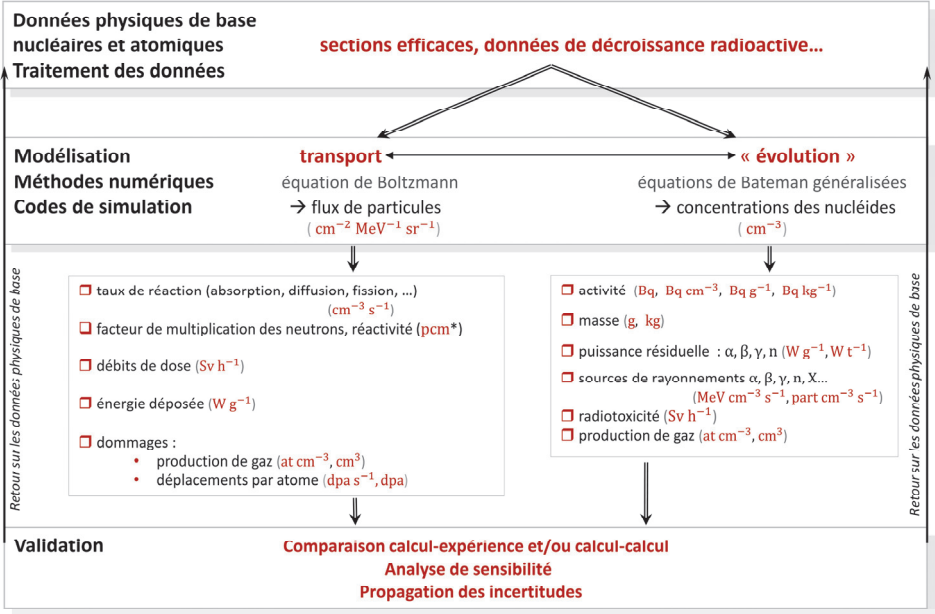 Données physiques de base
nucléaires et atomiques
Traitement des données
sections efficaces, données de décroissance radioactive…
Modélisation
Méthodes numériques
Codes de simulation
transport
équation de Boltzmann
→ flux de particules
( cm⁻² MeV⁻¹ sr⁻¹)
« évolution »
équations de Bateman généralisées
→ concentrations des nucléides
( cm⁻³)
Retour sur les données physiques de base
❑ taux de réaction (absorption, diffusion, fission, …)
(cm⁻³ s⁻¹)
❑ facteur de multiplication des neutrons, réactivité (pcm*)
❑ débits de dose (Sv h⁻¹)
❑ énergie déposée (W g⁻¹)
❑ dommages :
• production de gaz (at cm⁻³, cm³)
• déplacements par atome (dpa s⁻¹, dpa)
❑ activité (Bq, Bq cm⁻³, Bq g⁻¹, Bq kg⁻¹)
❑ masse (g, kg)
❑ puissance résiduelle : α, β, γ, n (W g⁻¹, W t⁻¹)
❑ sources de rayonnements α, β, γ, n, X…
(MeV cm⁻³ s⁻¹, part cm⁻³ s⁻¹)
❑ radiotoxicité (Sv h⁻¹)
❑ production de gaz (at cm⁻³, cm³)
Retour sur les données physiques de base
Validation
Comparaison calcul-expérience et/ou calcul-calcul
Analyse de sensibilité
Propagation des incertitudes